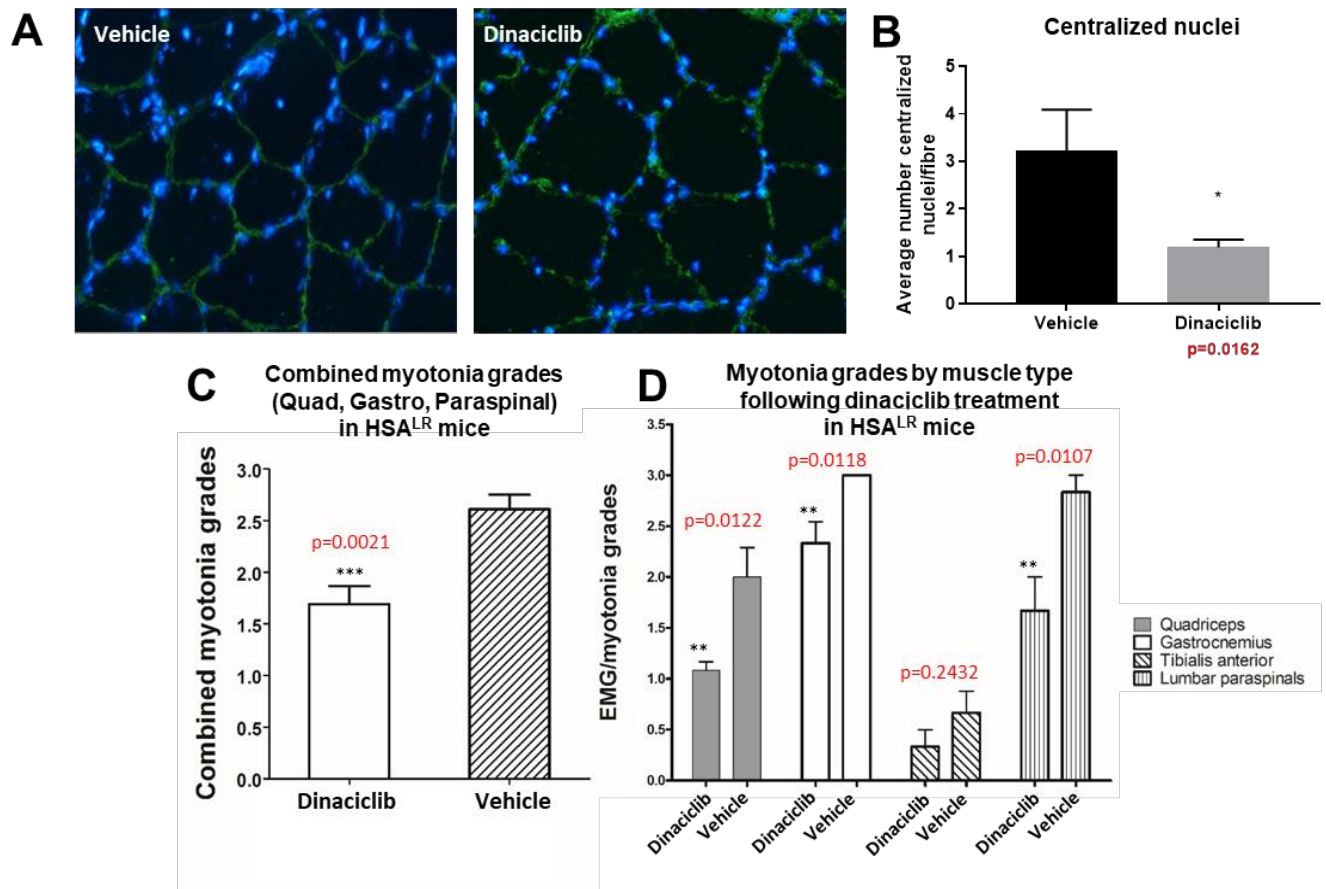 A
Vehicle
Dinaciclib
B
Centralized nuclei
Average number centralized
nuclei/fibre
5
4
3
2
1
0
*
Vehicle
Dinaciclib
p=0.0162
C
Combined myotonia grades
(Quad, Gastro, Paraspinal)
in HSA^LR mice
Combined myotonia grades
3.0
2.5
2.0
1.5
1.0
0.5
0.0
p=0.0021
***
Dinaciclib
Vehicle
D
Myotonia grades by muscle type
following dinaciclib treatment
in HSA^LR mice
EMG/myotonia grades
3.5
3.0
2.5
2.0
1.5
1.0
0.5
0.0
p=0.0122
**
p=0.0118
**
p=0.2432
p=0.0107
**
Dinaciclib
Vehicle
Dinaciclib
Vehicle
Dinaciclib
Vehicle
Dinaciclib
Vehicle
Quadriceps
Gastrocnemius
Tibialis anterior
Lumbar paraspinals